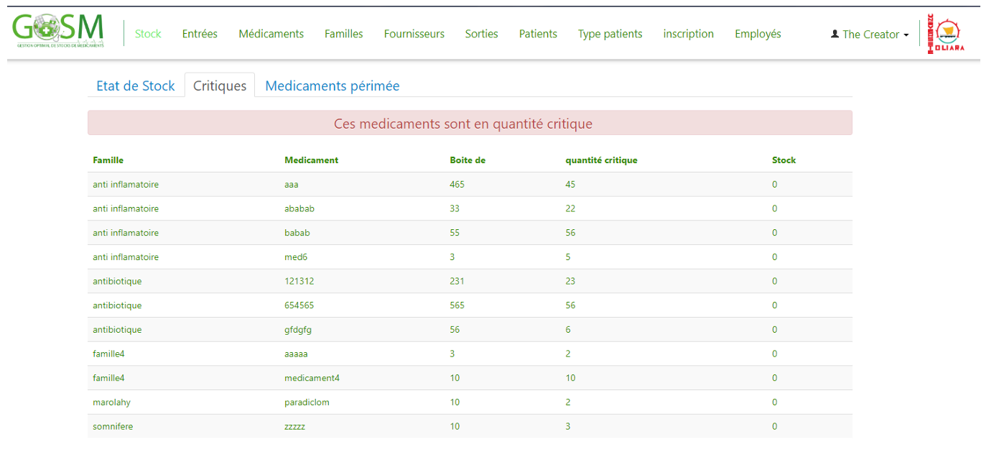 GOSM
GESTION OPTIMAL DE STOCKS DE MEDICAMENTS
Stock Entrées Médicaments Familles Fournisseurs Sorties Patients Type patients inscription Employés The Creator
TOLIARA
Etat de Stock Critiques Medicaments périmée
Ces medicaments sont en quantité critique
Famille Medicament Boite de quantité critique Stock
anti inflamatoire aaa 465 45 0
anti inflamatoire ababab 33 22 0
anti inflamatoire babab 55 56 0
anti inflamatoire med6 3 5 0
antibiotique 121312 231 23 0
antibiotique 654565 565 56 0
antibiotique gfdgfg 56 6 0
famille4 aaaaa 3 2 0
famille4 medicament4 10 10 0
marolahy paradiclom 10 2 0
somnifere zzzzz 10 3 0